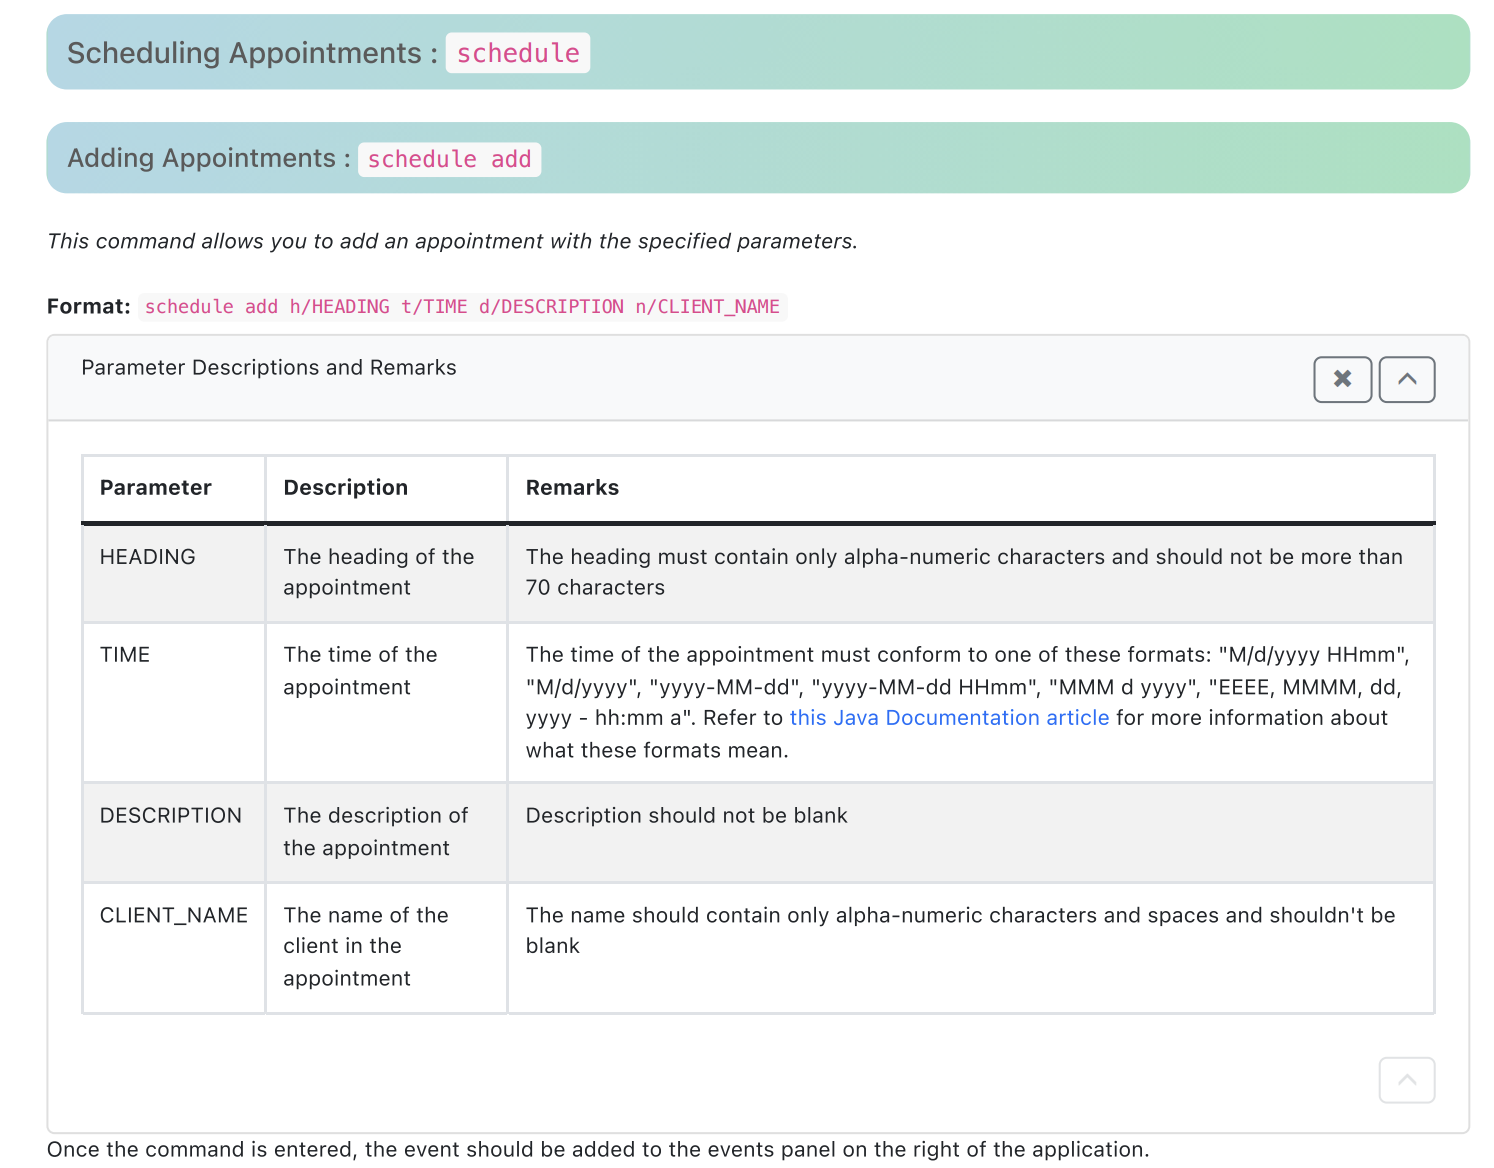 Scheduling Appointments : schedule
Adding Appointments : schedule add
This command allows you to add an appointment with the specified parameters.
Format: schedule add h/HEADING t/TIME d/DESCRIPTION n/CLIENT_NAME
Parameter Descriptions and Remarks
Parameter Description Remarks
HEADING The heading of the The heading must contain only alpha-numeric characters and should not be more than
appointment 70 characters
TIME The time of the The time of the appointment must conform to one of these formats: "M/d/yyyy HHmm",
appointment "M/d/yyyy", "yyyy-MM-dd", "yyyy-MM-dd HHmm", "MMM d yyyy", "EEEE, MMMM, dd,
yyyy - hh:mm a". Refer to this Java Documentation article for more information about
what these formats mean.
DESCRIPTION The description of Description should not be blank
the appointment
CLIENT_NAME The name of the The name should contain only alpha-numeric characters and spaces and shouldn't be
client in the blank
appointment
Once the command is entered, the event should be added to the events panel on the right of the application.